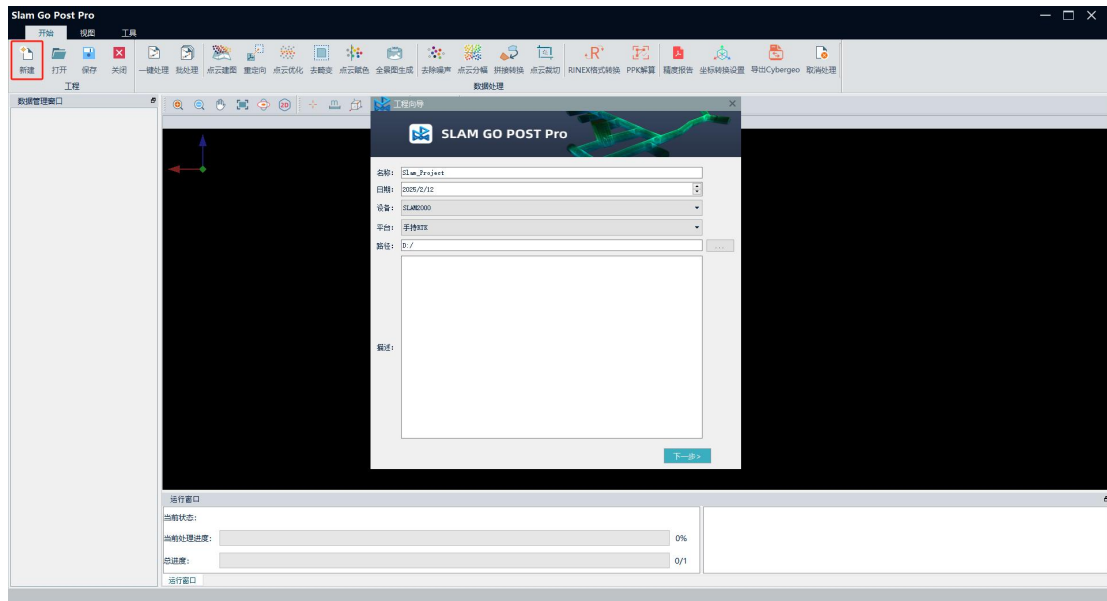 Slam Go Post Pro
开始 视图 工具
新建 打开 保存 关闭 一键处理 批处理 点云建图 重定向 点云优化 去畸变 点云赋色 全景图生成 去除噪声 点云分幅 拼接转换 点云裁切 RINEX格式转换 PPK解算 精度报告 坐标转换设置 导出Cybergeo 取消处理
工程 数据处理
数据管理窗口
2D
工程向导
SLAM GO POST Pro
名称: Slam_Project
日期: 2025/2/12
设备: SLAM2000
平台: 手持RTK
路径: D:/ ...
描述:
下一步>
运行窗口
当前状态:
当前处理进度: 0%
总进度: 0/1
运行窗口